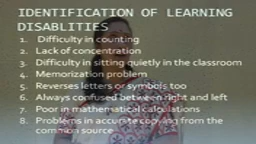 IDENTIFICATION OF LEARNING
DISABLITIES
1. Difficulty in counting
2. Lack of concentration
3. Difficulty in sitting quietly in the classroom
4. Memorization problem
5. Reverses letters or symbols too
6. Always confused between right and left
7. Poor in mathematical calculations
8. Problems in accurate copying from the
common source